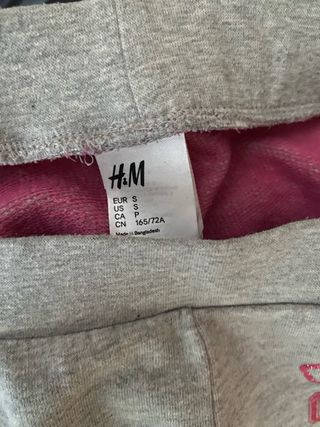 H&M
EUR S
US S
CA P
CN 165/72A
Made in Bangladesh